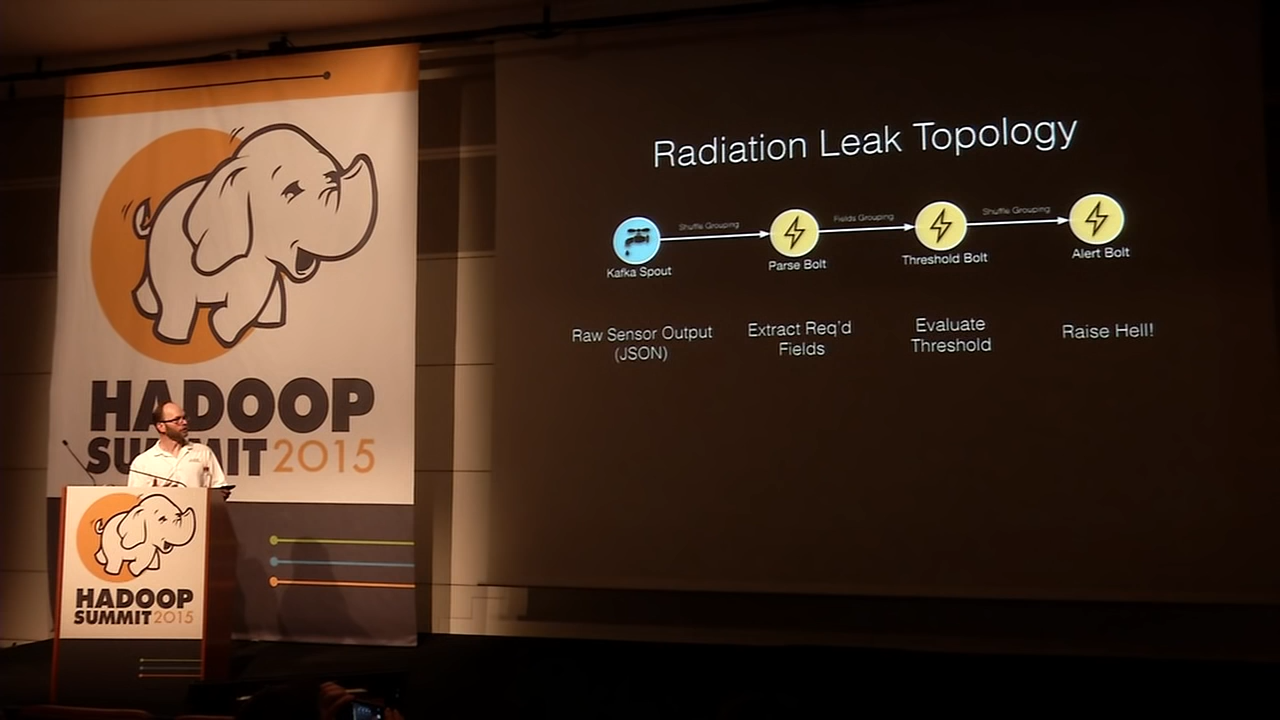 HADOOP
SUMMIT 2015
HADOOP
SUMMIT 2015
Radiation Leak Topology
Shuffle Grouping
Fields Grouping
Shuffle Grouping
Kafka Spout
Parse Bolt
Threshold Bolt
Alert Bolt
Raw Sensor Output
(JSON)
Extract Req'd
Fields
Evaluate
Threshold
Raise Hell!